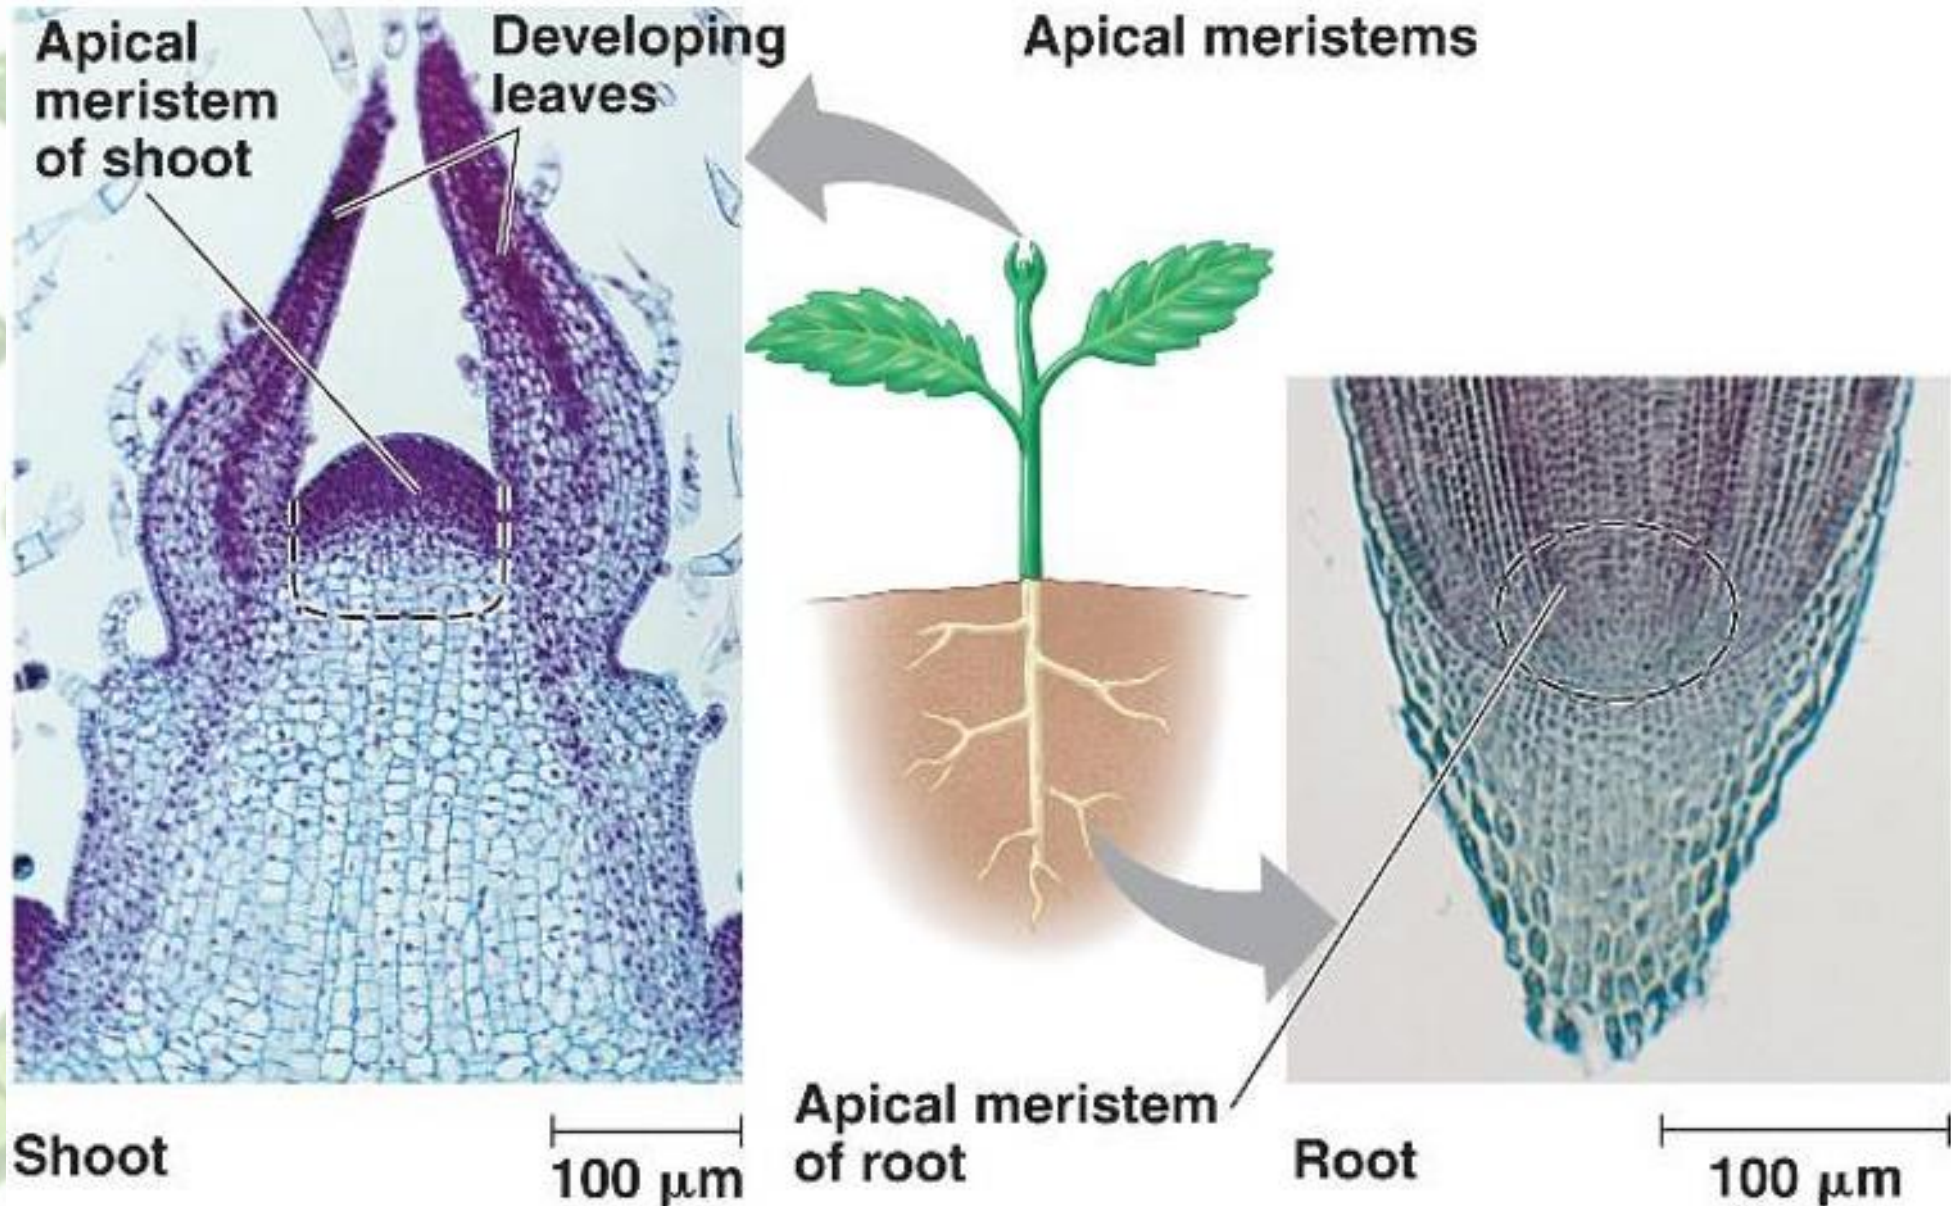 Apical
meristem
of shoot
Developing
leaves
Apical meristems
Shoot
100 μm
Apical meristem
of root
Root
100 μm